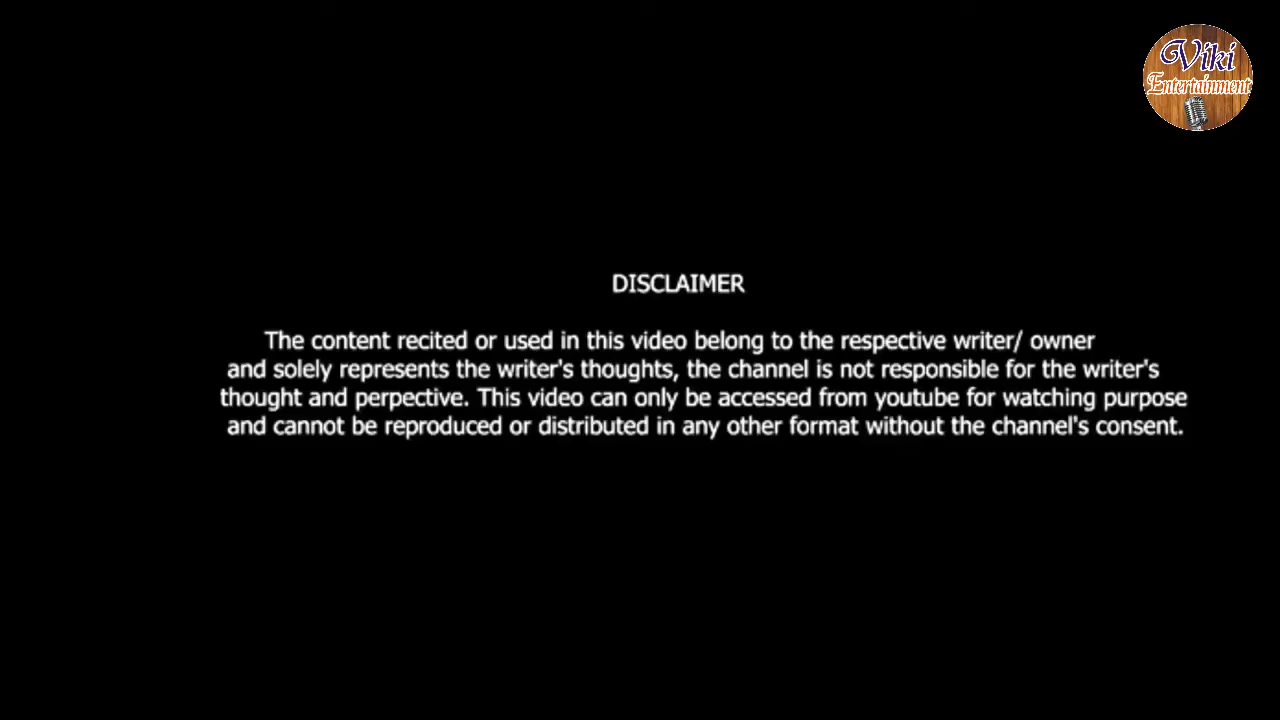 Viki
Entertainment
DISCLAIMER
The content recited or used in this video belong to the respective writer/ owner
and solely represents the writer's thoughts, the channel is not responsible for the writer's
thought and perpective. This video can only be accessed from youtube for watching purpose
and cannot be reproduced or distributed in any other format without the channel's consent.